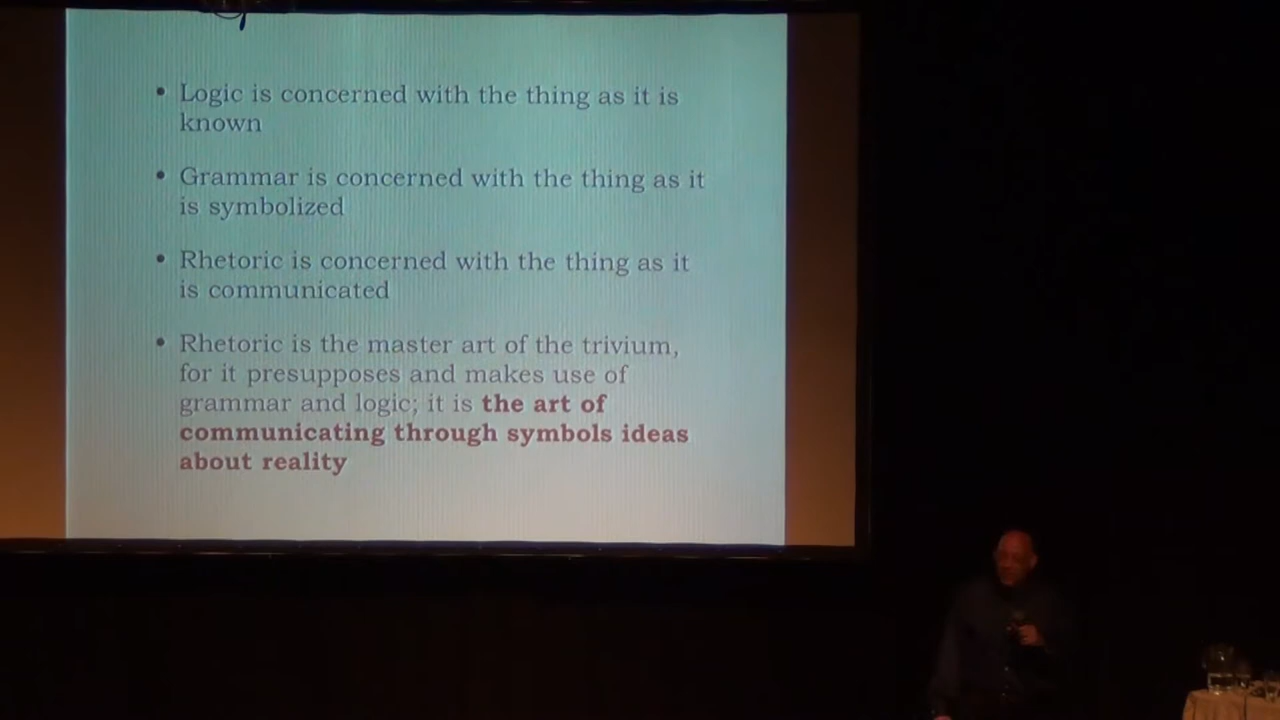 • Logic is concerned with the thing as it is
known
• Grammar is concerned with the thing as it
is symbolized
• Rhetoric is concerned with the thing as it
is communicated
• Rhetoric is the master art of the trivium,
for it presupposes and makes use of
grammar and logic; it is the art of
communicating through symbols ideas
about reality